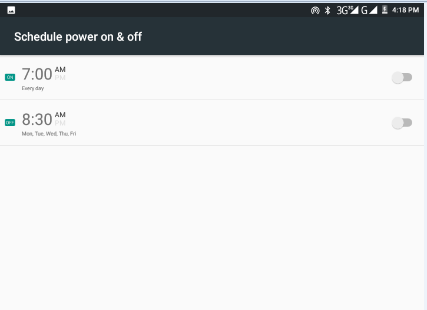 3G 3G G 4:18 PM
Schedule power on & off
ON 7:00 AM PM
Every day
OFF 8:30 AM PM
Mon, Tue, Wed, Thu, Fri